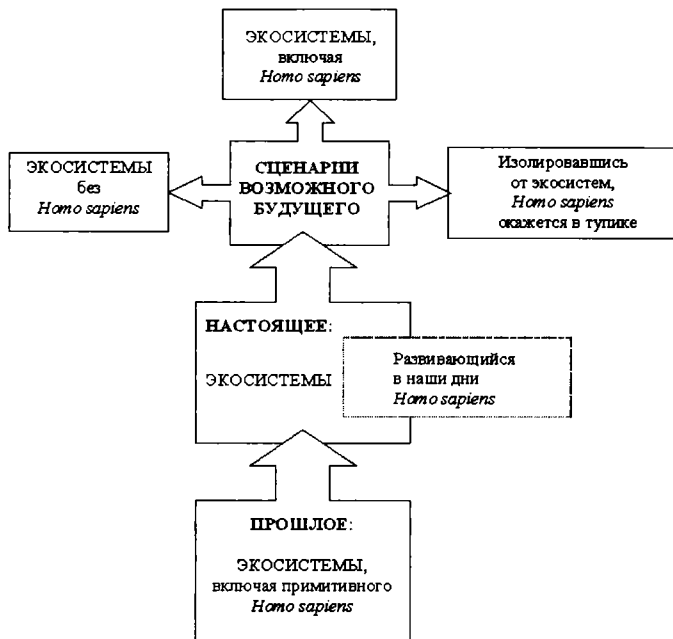 ЭКОСИСТЕМЫ,
включая
Homo sapiens
ЭКОСИСТЕМЫ
без
Homo sapiens
СЦЕНАРИИ
ВОЗМОЖНОГО
БУДУЩЕГО
Изолировавшись
от экосистем,
Homo sapiens
окажется в тупике
НАСТОЯЩЕЕ:
ЭКОСИСТЕМЫ
Развивающийся
в наши дни
Homo sapiens
ПРОШЛОЕ:
ЭКОСИСТЕМЫ,
включая примитивного
Homo sapiens